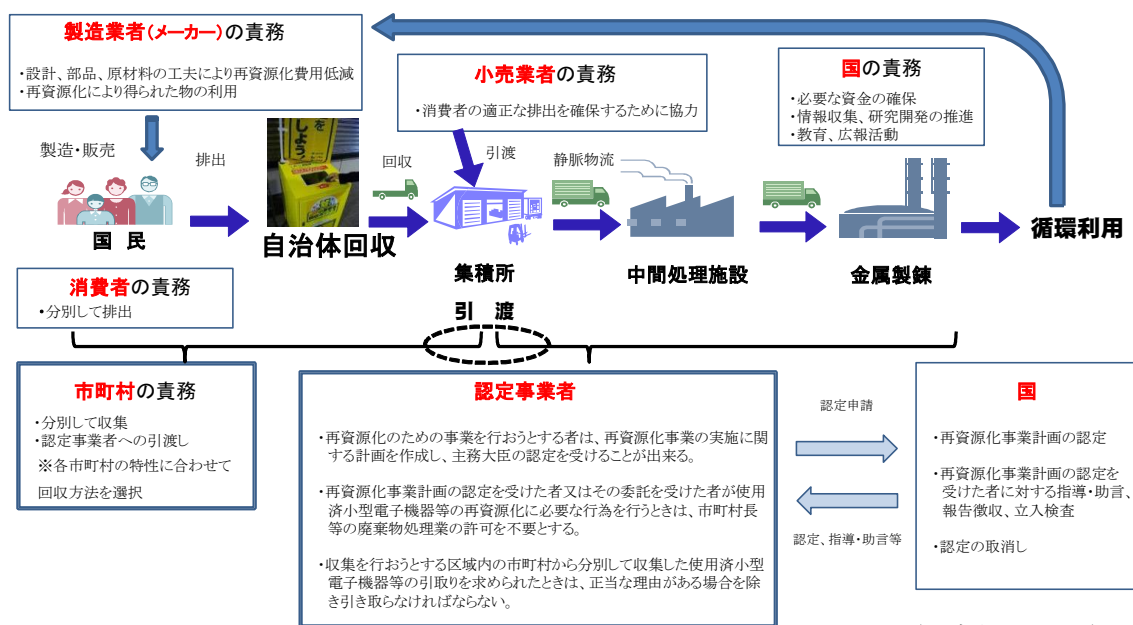 製造業者(メーカー)の責務
・設計、部品、原材料の工夫により再資源化費用低減
・再資源化により得られた物の利用
小売業者の責務
・消費者の適正な排出を確保するために協力
国の責務
・必要な資金の確保
・情報収集、研究開発の推進
・教育、広報活動
製造・販売
排出
を
しよう
回収
引渡
静脈物流
国 民
自治体回収
集積所
中間処理施設
金属製錬
循環利用
引 渡
消費者の責務
・分別して排出
市町村の責務
・分別して収集
・認定事業者への引渡し
※各市町村の特性に合わせて
回収方法を選択
認定事業者
・再資源化のための事業を行おうとする者は、再資源化事業の実施に関
する計画を作成し、主務大臣の認定を受けることが出来る。
・再資源化事業計画の認定を受けた者又はその委託を受けた者が使用
済小型電子機器等の再資源化に必要な行為を行うときは、市町村長
等の廃棄物処理業の許可を不要とする。
・収集を行おうとする区域内の市町村から分別して収集した使用済小型
電子機器等の引取りを求められたときは、正当な理由がある場合を除
き引き取らなければならない。
認定申請
認定、指導・助言等
国
・再資源化事業計画の認定
・再資源化事業計画の認定を
受けた者に対する指導・助言、
報告徴収、立入検査
・認定の取消し